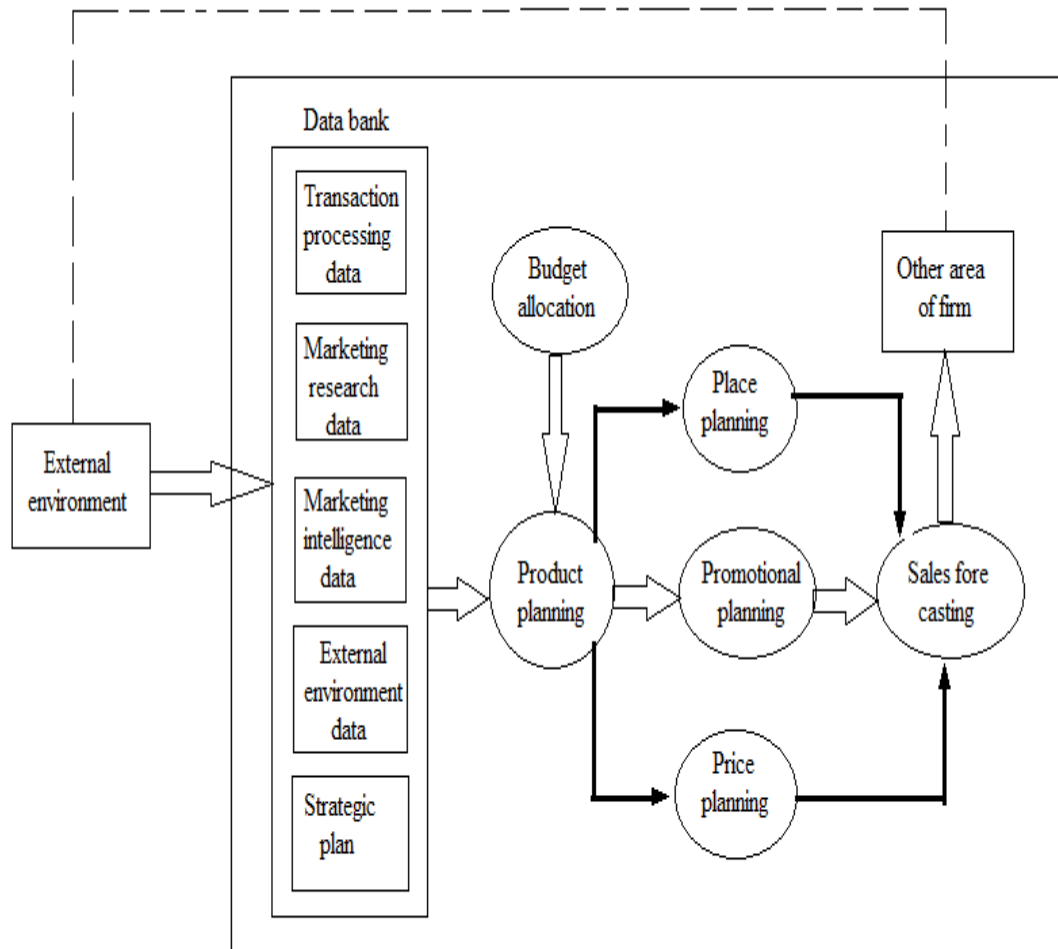 Data bank
Transaction
processing
data
Marketing
research
data
Marketing
intelligence
data
External
environment
data
Strategic
plan
External
environment
Budget
allocation
Product
planning
Place
planning
Promotional
planning
Price
planning
Sales fore
casting
Other area
of firm